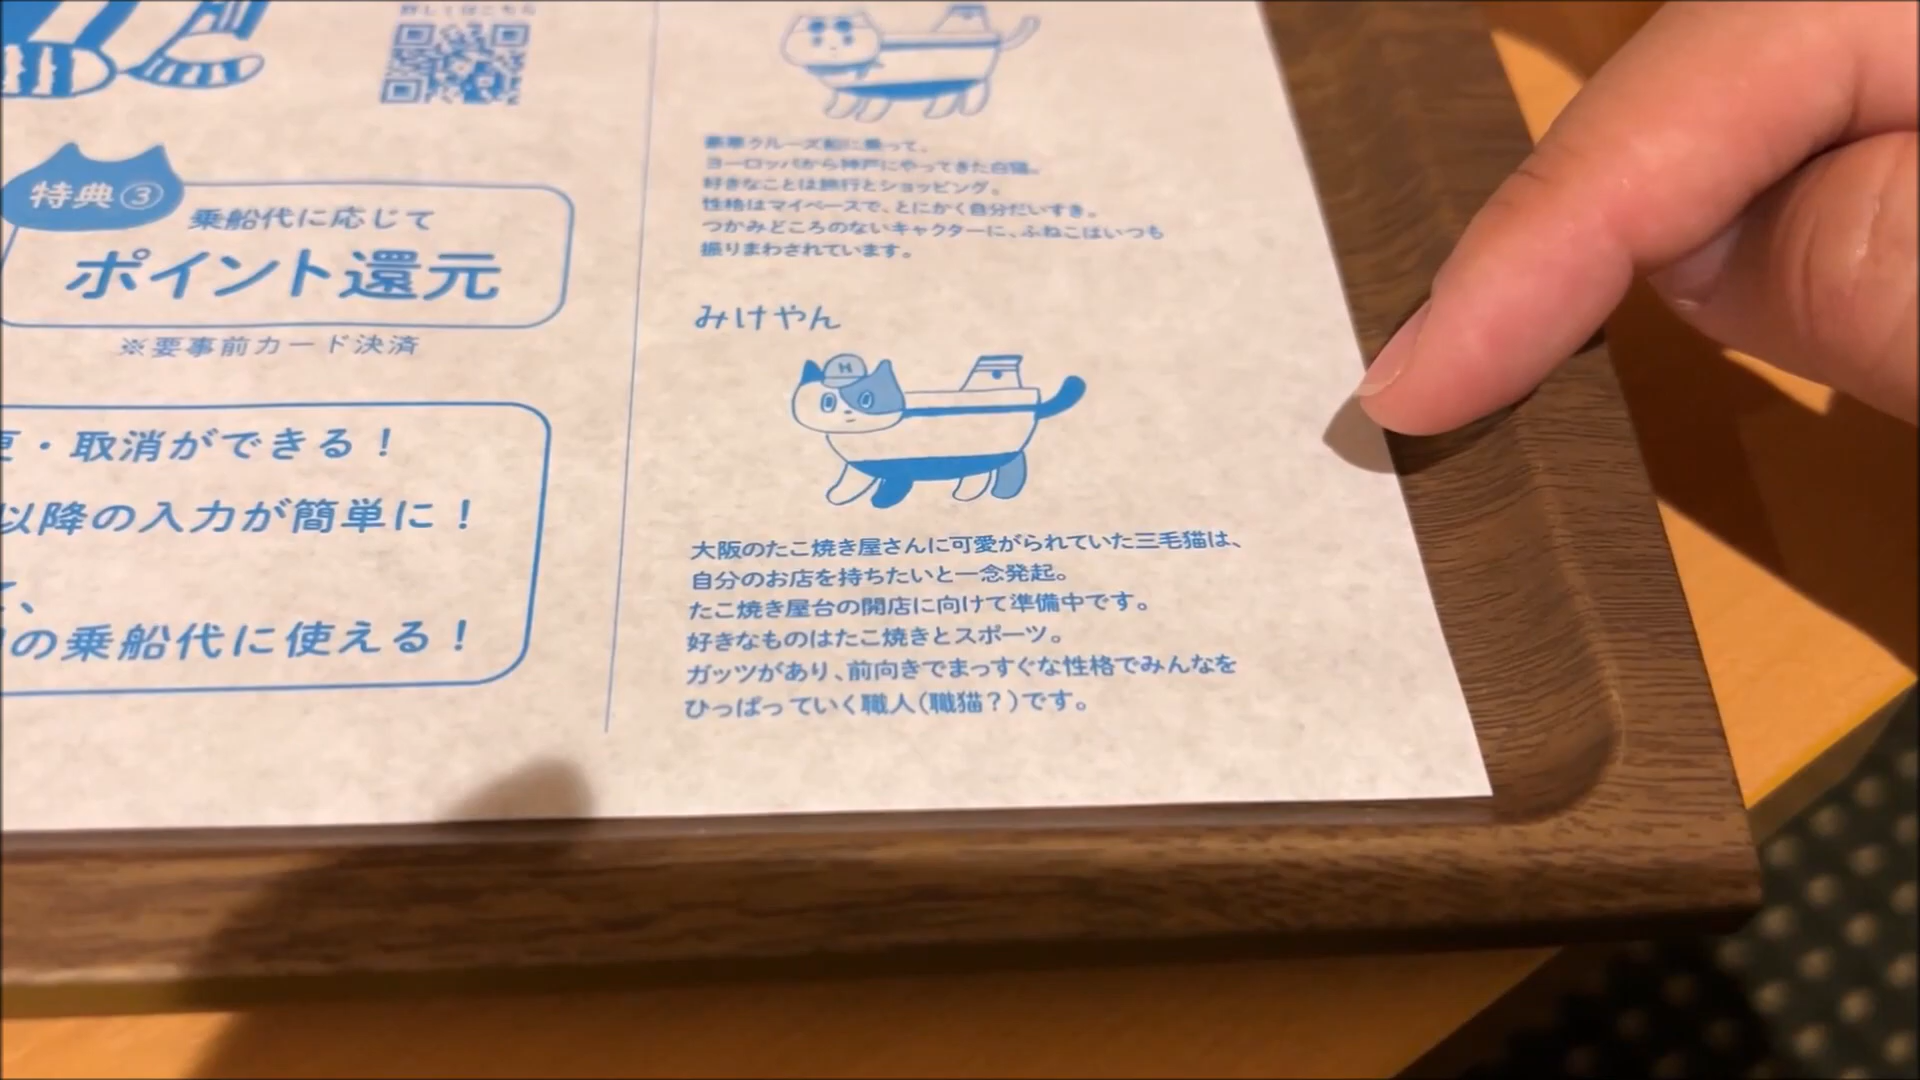 詳しくはこちら
特典③
乗船代に応じて
ポイント還元
※要事前カード決済
・取消ができる！
以降の入力が簡単に！
の乗船代に使える！
豪華クルーズ船に乗って、
ヨーロッパから神戸にやってきた白猫。
好きなことは旅行とショッピング。
性格はマイペースで、とにかく自分だいすき。
つかみどころのないキャラクターに、ふねこはいつも
振りまわされています。
みけやん
H
大阪のたこ焼き屋さんに可愛がられていた三毛猫は、
自分のお店を持ちたいと一念発起。
たこ焼き屋台の開店に向けて準備中です。
好きなものはたこ焼きとスポーツ。
ガッツがあり、前向きでまっすぐな性格でみんなを
ひっぱっていく職人（職猫？）です。